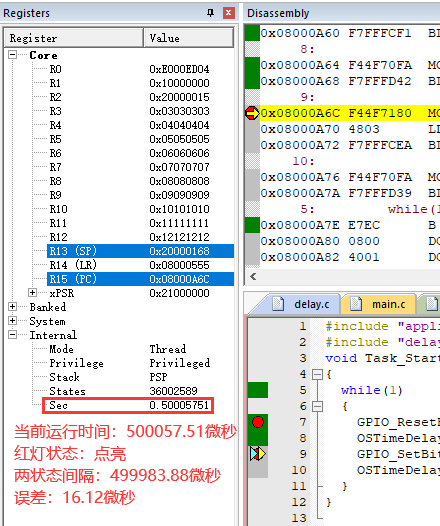 Registers
Register Value
Core
R0 0xE000ED04
R1 0x10000000
R2 0x20000015
R3 0x03030303
R4 0x04040404
R5 0x05050505
R6 0x06060606
R7 0x07070707
R8 0x08080808
R9 0x09090909
R10 0x10101010
R11 0x11111111
R12 0x12121212
R13 (SP) 0x20000168
R14 (LR) 0x08000555
R15 (PC) 0x08000A6C
xPSR 0x21000000
Banked
System
Internal
Mode Thread
Privilege Privileged
Stack PSP
States 36002589
Sec 0.50005751
当前运行时间：500057.51微秒
红灯状态：点亮
两状态间隔：499983.88微秒
误差：16.12微秒
Disassembly
0x08000A60 F7FFFCF1
8:
0x08000A64 F44F70FA
0x08000A68 F7FFFD42
9:
0x08000A6C F44F7180
0x08000A70 4803
0x08000A72 F7FFFCEA
10:
0x08000A76 F44F70FA
0x08000A7A F7FFFD39
5: while(1
0x08000A7E E7EC B
0x08000A80 0800
0x08000A82 4001
delay.c main.c
1 #include "appli
2 #include "delay
3 void Task_Start
4 {
5 while(1)
6 {
7 GPIO_ResetB
8 OSTimeDelay
9 GPIO_SetBit
10 OSTimeDelay
11 }
12 }
13